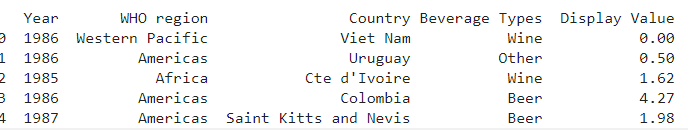 Year WHO region Country Beverage Types Display Value
0 1986 Western Pacific Viet Nam Wine 0.00
1 1986 Americas Uruguay Other 0.50
2 1985 Africa Cte d'Ivoire Wine 1.62
3 1986 Americas Colombia Beer 4.27
4 1987 Americas Saint Kitts and Nevis Beer 1.98